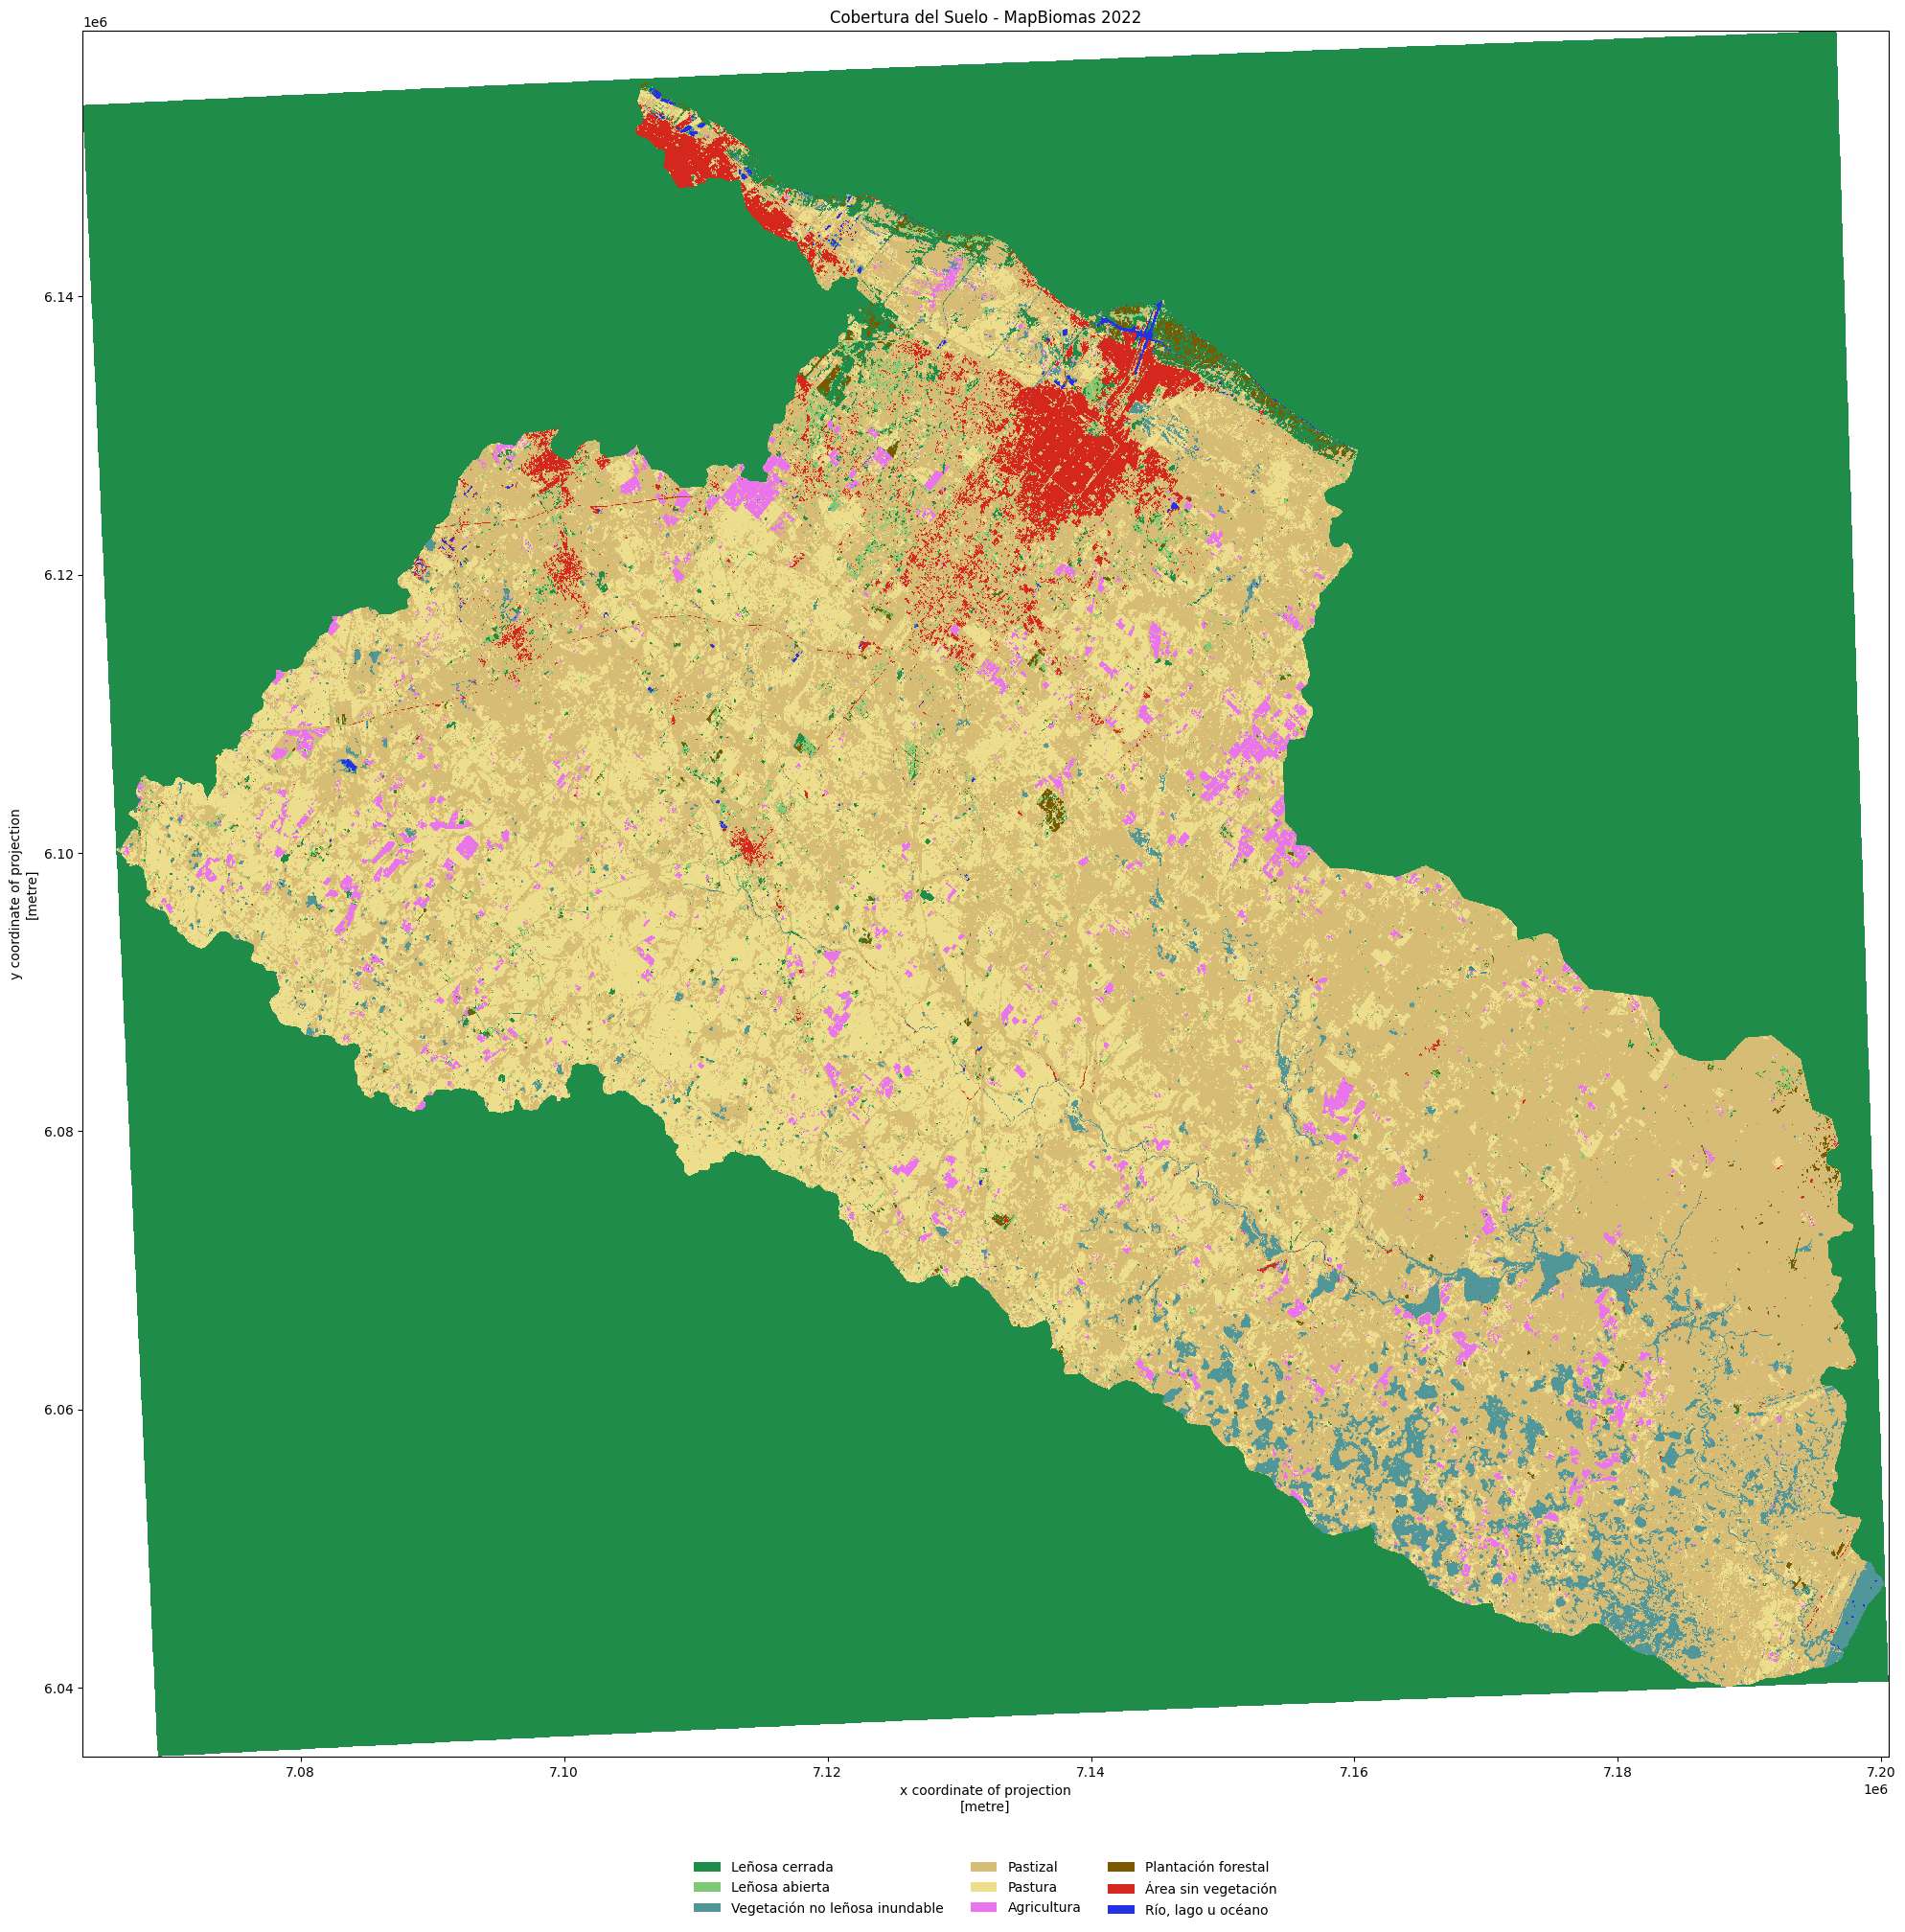 Cobertura del Suelo - MapBiomas 2022
1e6
6.14
6.12
6.10
6.08
6.06
6.04
y coordinate of projection
[metre]
7.08
7.10
7.12
7.14
7.16
7.18
7.20
1e6
x coordinate of projection
[metre]
Leñosa cerrada
Leñosa abierta
Vegetación no leñosa inundable
Pastizal
Pastura
Agricultura
Plantación forestal
Área sin vegetación
Río, lago u océano